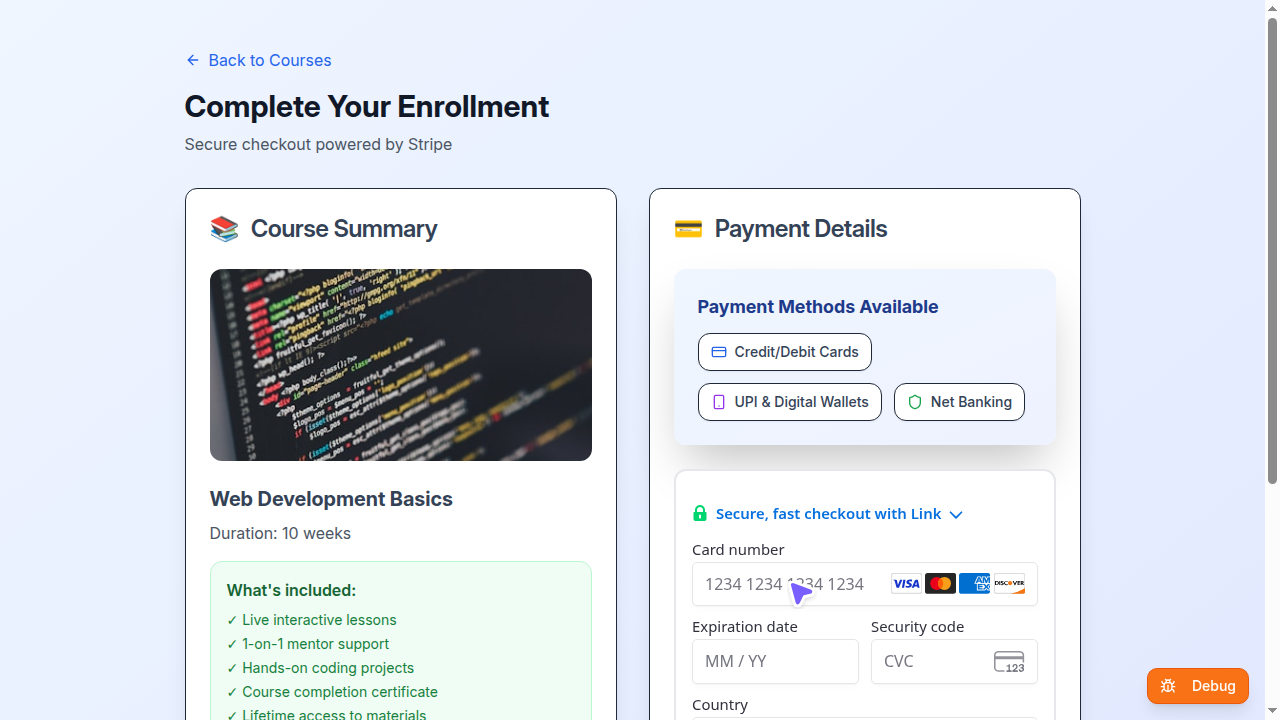 Back to Courses
Complete Your Enrollment
Secure checkout powered by Stripe
📚 Course Summary
Web Development Basics
Duration: 10 weeks
What's included:
✓ Live interactive lessons
✓ 1-on-1 mentor support
✓ Hands-on coding projects
✓ Course completion certificate
✓ Lifetime access to materials
💳 Payment Details
Payment Methods Available
Credit/Debit Cards
UPI & Digital Wallets
Net Banking
Secure, fast checkout with Link
Card number
1234 1234 1234 1234
VISA
AMEX
DISCOVER
Expiration date
Security code
MM / YY
CVC
123
Country
Debug